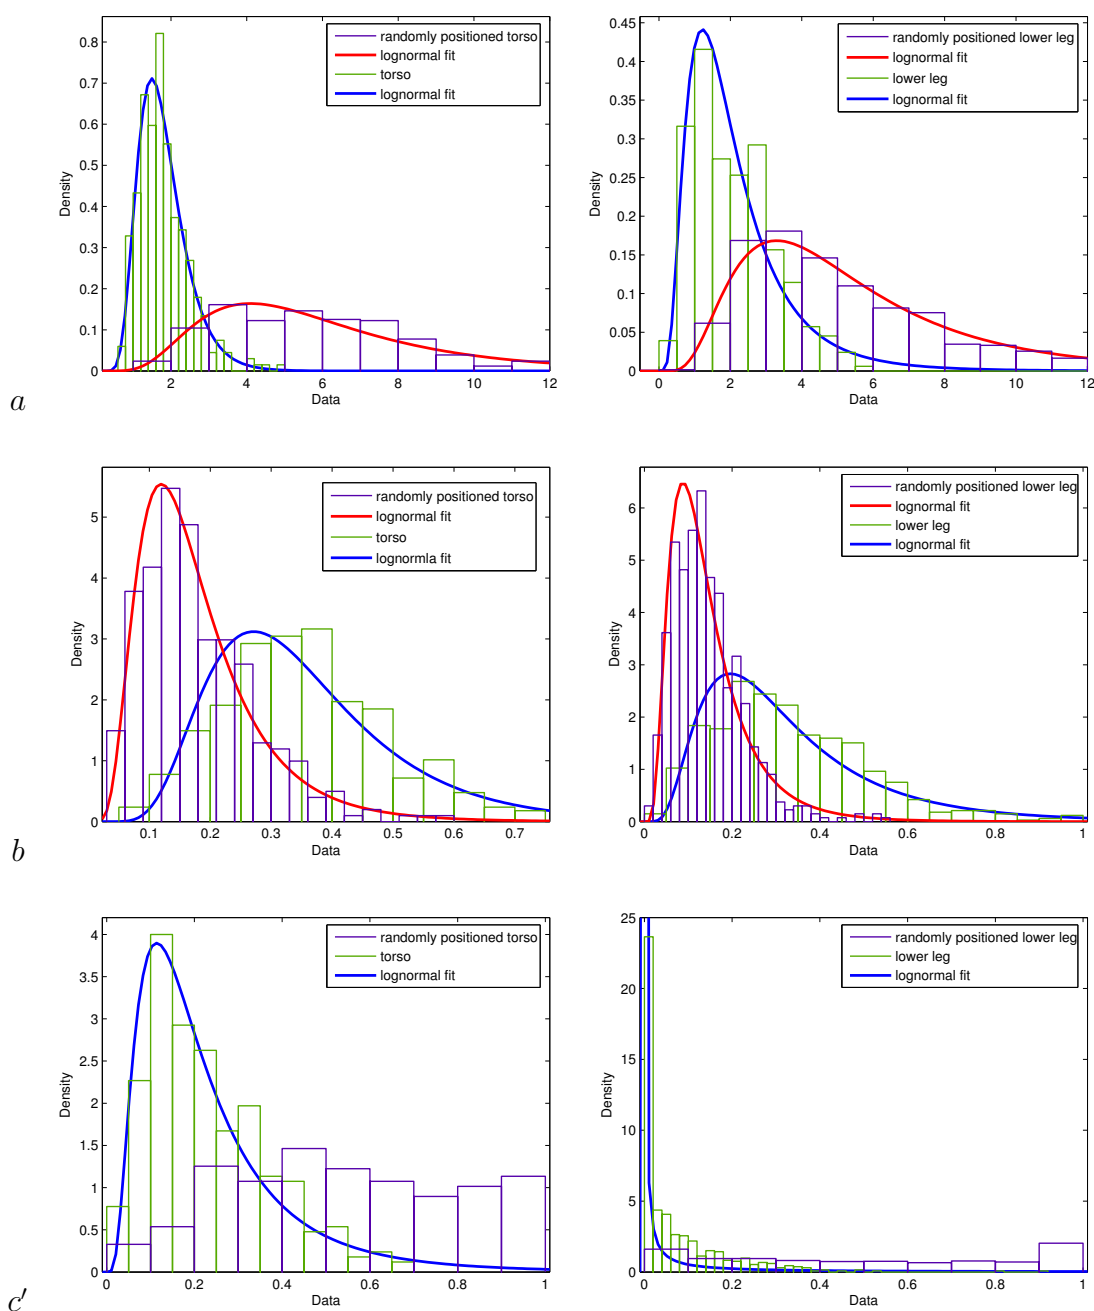 0.8
0.7
0.6
0.5
0.4
0.3
0.2
0.1
0
Density
2 4 6 8 10 12
Data
randomly positioned torso
lognormal fit
torso
lognormal fit
0.45
0.4
0.35
0.3
0.25
0.2
0.15
0.1
0.05
0
Density
0 2 4 6 8 10 12
Data
randomly positioned lower leg
lognormal fit
lower leg
lognormal fit
a
5
4
3
2
1
0
Density
0.1 0.2 0.3 0.4 0.5 0.6 0.7
Data
randomly positioned torso
lognormal fit
torso
lognormla fit
6
5
4
3
2
1
0
Density
0 0.2 0.4 0.6 0.8 1
Data
randomly positioned lower leg
lognormal fit
lower leg
lognormal fit
b
4
3.5
3
2.5
2
1.5
1
0.5
0
Density
0 0.2 0.4 0.6 0.8 1
Data
randomly positioned torso
torso
lognormal fit
25
20
15
10
5
0
Density
0 0.2 0.4 0.6 0.8 1
Data
randomly positioned lower leg
lower leg
lognormal fit
c′